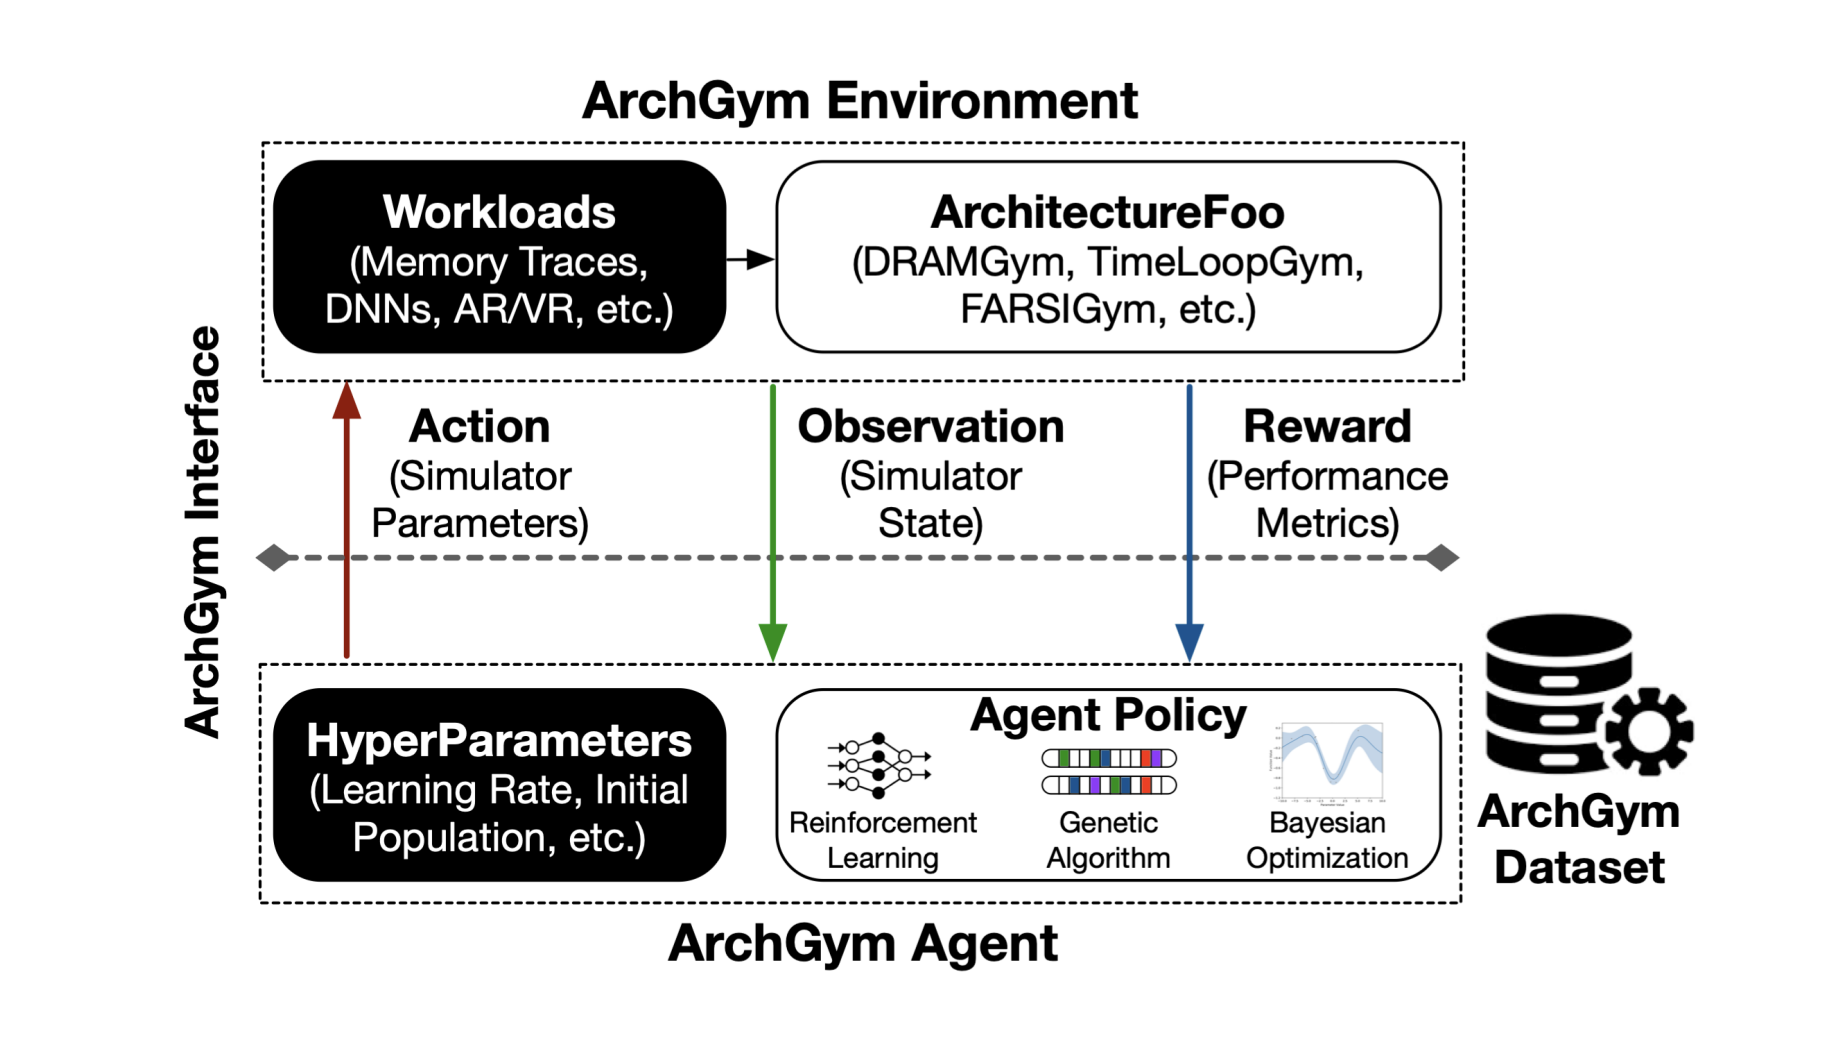 ArchGym Environment
Workloads
(Memory Traces,
DNNs, AR/VR, etc.)
ArchitectureFoo
(DRAMGym, TimeLoopGym,
FARSIGym, etc.)
ArchGym Interface
Action
(Simulator
Parameters)
Observation
(Simulator
State)
Reward
(Performance
Metrics)
HyperParameters
(Learning Rate, Initial
Population, etc.)
Agent Policy
Reinforcement
Learning
Genetic
Algorithm
Bayesian
Optimization
ArchGym
Dataset
ArchGym Agent